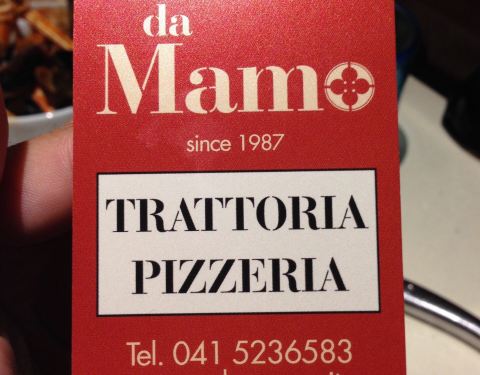 da
Mamo
since 1987
TRATTORIA
PIZZERIA
Tel. 041 5236583